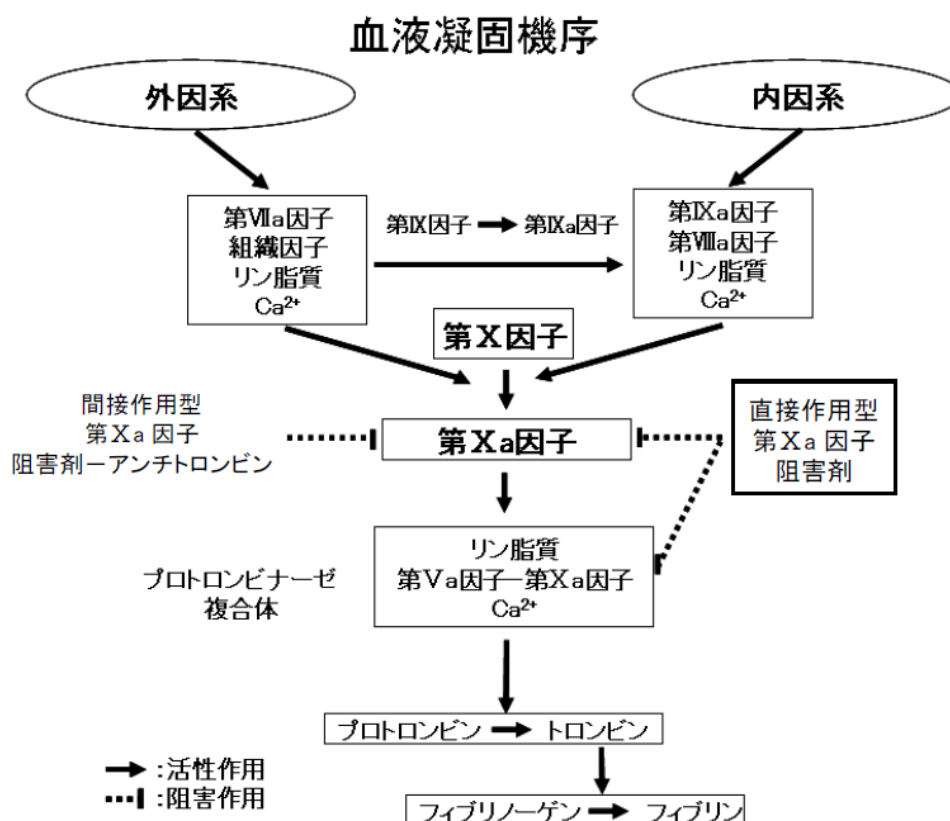 血液凝固機序
外因系
内因系
第Ⅶa因子
組織因子
リン脂質
Ca²⁺
第Ⅸ因子 → 第Ⅸa因子
第Ⅸa因子
第Ⅷa因子
リン脂質
Ca²⁺
第Ⅹ因子
間接作用型
第Ⅹa因子
阻害剤－アンチトロンビン
第Ⅹa因子
直接作用型
第Ⅹa因子
阻害剤
プロトロンビナーゼ
複合体
リン脂質
第Ⅴa因子－第Ⅹa因子
Ca²⁺
プロトロンビン → トロンビン
→ :活性作用
:阻害作用
フィブリノーゲン → フィブリン